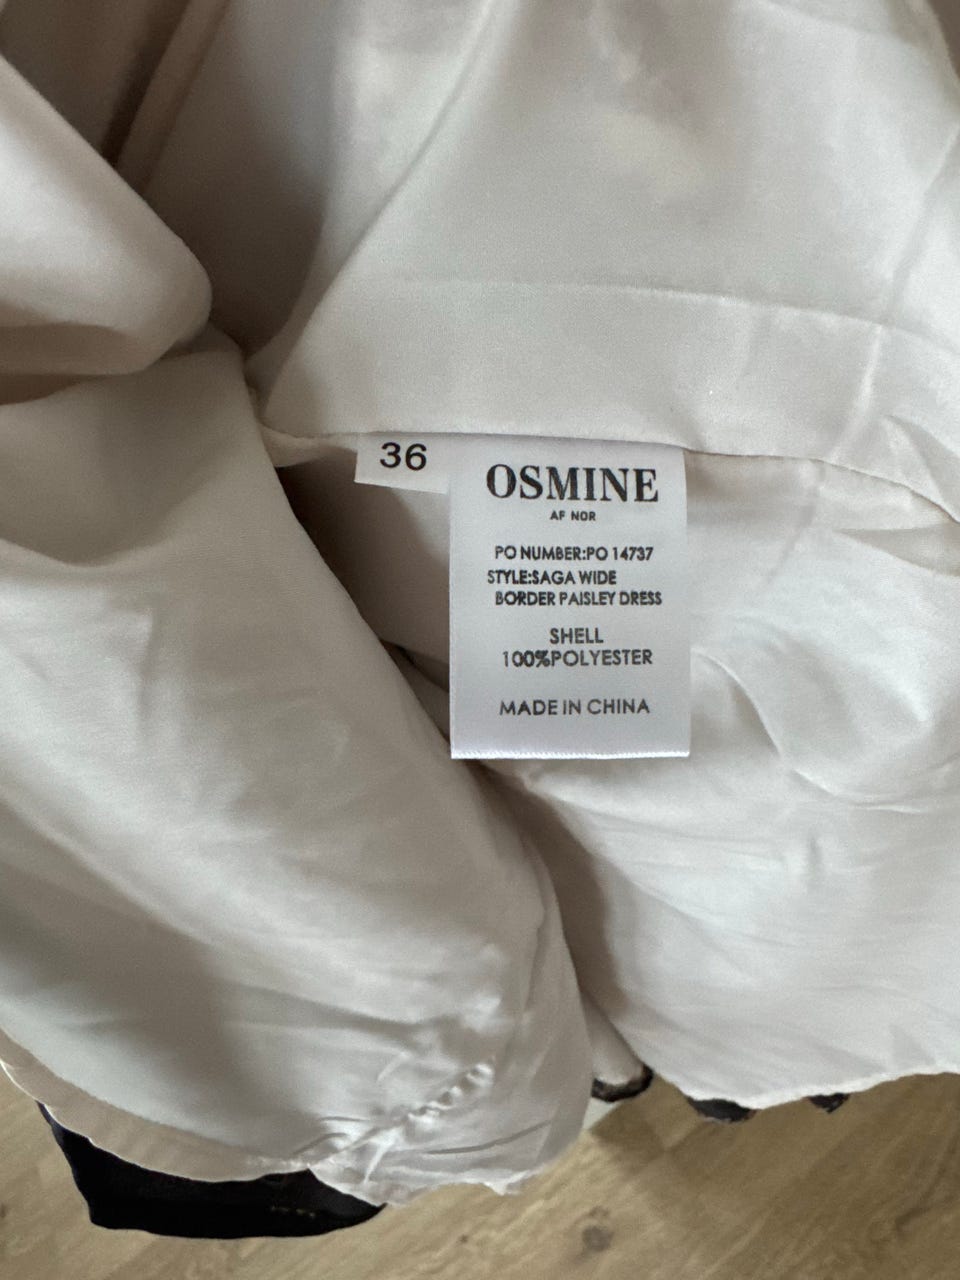 36
OSMINE
AF NOR
PO NUMBER:PO 14737
STYLE:SAGA WIDE
BORDER PAISLEY DRESS
SHELL
100%POLYESTER
MADE IN CHINA